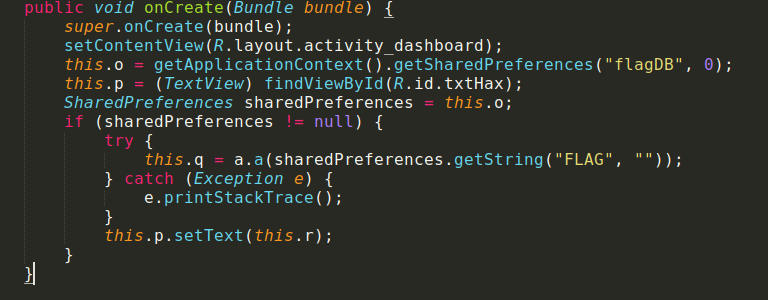 public void onCreate(Bundle bundle) {
super.onCreate(bundle);
setContentView(R.layout.activity_dashboard);
this.o = getApplicationContext().getSharedPreferences("flagDB", 0);
this.p = (TextView) findViewById(R.id.txtHax);
SharedPreferences sharedPreferences = this.o;
if (sharedPreferences != null) {
try {
this.q = a.a(sharedPreferences.getString("FLAG", ""));
} catch (Exception e) {
e.printStackTrace();
}
this.p.setText(this.r);
}
}